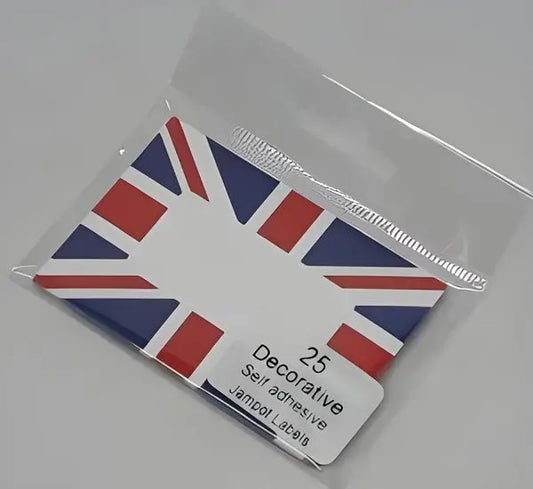 25
Decorative
Self adhesive
Jampot Labels